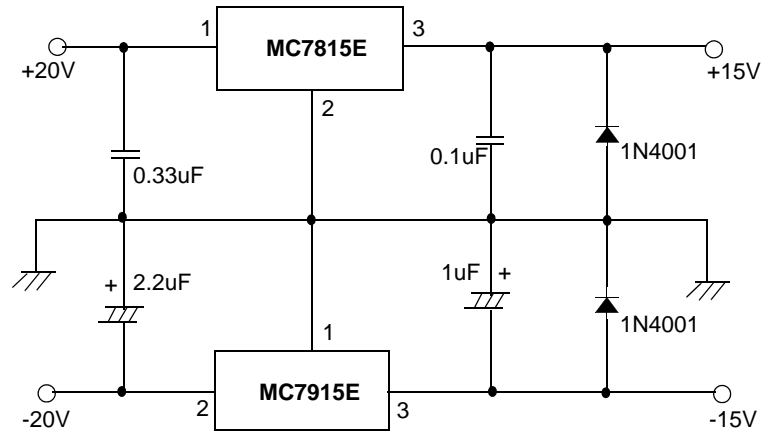 1
MC7815E
3
+20V
+15V
2
0.33uF
0.1uF
1N4001
+ 2.2uF
1uF +
1N4001
1
MC7915E
2
3
-20V
-15V